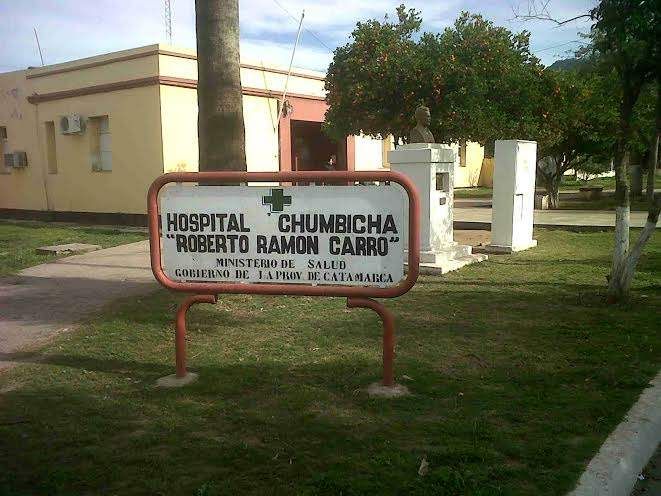 HOSPITAL CHUMBICHA
"ROBERTO RAMON CARRO"
MINISTERIO DE SALUD
GOBIERNO DE LA PROV. DE CATAMARCA